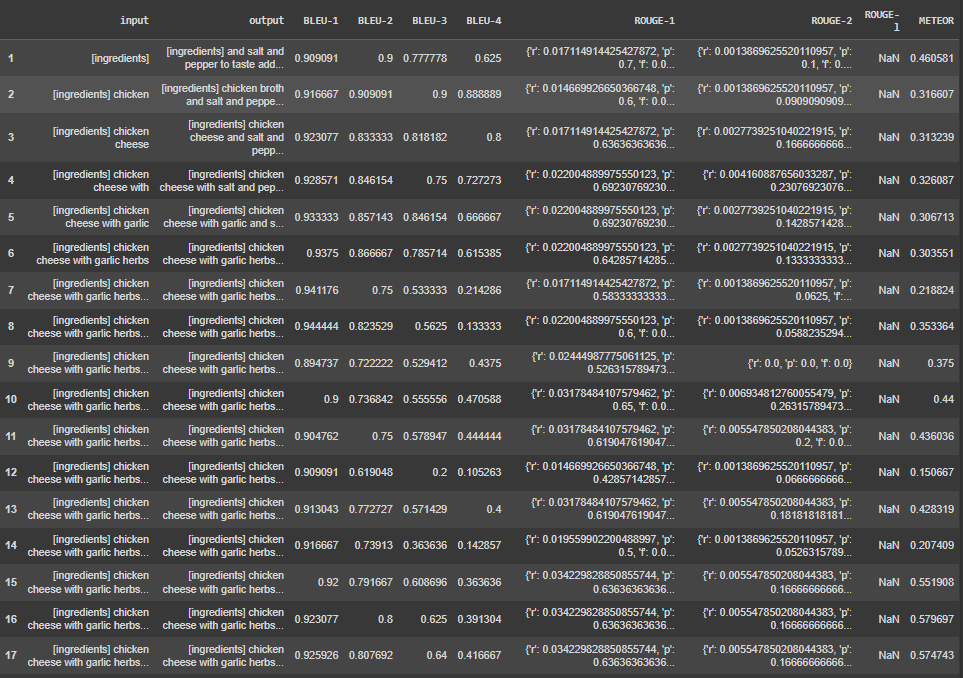 input output BLEU-1 BLEU-2 BLEU-3 BLEU-4 ROUGE-1 ROUGE-2 ROUGE-l METEOR
1 [ingredients] [ingredients] and salt and pepper to taste add... 0.909091 0.9 0.777778 0.625 {'r': 0.017114914425427872, 'p': 0.7, 'f': 0.0... {'r': 0.0013869625520110957, 'p': 0.1, 'f': 0.... NaN 0.460581
2 [ingredients] chicken [ingredients] chicken broth and salt and peppe... 0.916667 0.909091 0.9 0.888889 {'r': 0.014669926650366748, 'p': 0.6, 'f': 0.0... {'r': 0.0013869625520110957, 'p': 0.0909090909... NaN 0.316607
3 [ingredients] chicken cheese [ingredients] chicken cheese and salt and pepp... 0.923077 0.833333 0.818182 0.8 {'r': 0.017114914425427872, 'p': 0.63636363636... {'r': 0.0027739251040221915, 'p': 0.1666666666... NaN 0.313239
4 [ingredients] chicken cheese with [ingredients] chicken cheese with salt and pep... 0.928571 0.846154 0.75 0.727273 {'r': 0.022004889975550123, 'p': 0.69230769230... {'r': 0.004160887656033287, 'p': 0.23076923076... NaN 0.326087
5 [ingredients] chicken cheese with garlic [ingredients] chicken cheese with garlic and s... 0.933333 0.857143 0.846154 0.666667 {'r': 0.022004889975550123, 'p': 0.69230769230... {'r': 0.0027739251040221915, 'p': 0.1428571428... NaN 0.306713
6 [ingredients] chicken cheese with garlic herbs [ingredients] chicken cheese with garlic herbs... 0.9375 0.866667 0.785714 0.615385 {'r': 0.022004889975550123, 'p': 0.64285714285... {'r': 0.0027739251040221915, 'p': 0.1333333333... NaN 0.303551
7 [ingredients] chicken cheese with garlic herbs... [ingredients] chicken cheese with garlic herbs... 0.941176 0.75 0.533333 0.214286 {'r': 0.017114914425427872, 'p': 0.58333333333... {'r': 0.0013869625520110957, 'p': 0.0625, 'f':... NaN 0.218824
8 [ingredients] chicken cheese with garlic herbs... [ingredients] chicken cheese with garlic herbs... 0.944444 0.823529 0.5625 0.133333 {'r': 0.022004889975550123, 'p': 0.6, 'f': 0.0... {'r': 0.0013869625520110957, 'p': 0.0588235294... NaN 0.353364
9 [ingredients] chicken cheese with garlic herbs... [ingredients] chicken cheese with garlic herbs... 0.894737 0.722222 0.529412 0.4375 {'r': 0.02444987775061125, 'p': 0.526315789473... {'r': 0.0, 'p': 0.0, 'f': 0.0} NaN 0.375
10 [ingredients] chicken cheese with garlic herbs... [ingredients] chicken cheese with garlic herbs... 0.9 0.736842 0.555556 0.470588 {'r': 0.03178484107579462, 'p': 0.65, 'f': 0.0... {'r': 0.006934812760055479, 'p': 0.26315789473... NaN 0.44
11 [ingredients] chicken cheese with garlic herbs... [ingredients] chicken cheese with garlic herbs... 0.904762 0.75 0.578947 0.444444 {'r': 0.03178484107579462, 'p': 0.619047619047... {'r': 0.005547850208044383, 'p': 0.2, 'f': 0.0... NaN 0.436036
12 [ingredients] chicken cheese with garlic herbs... [ingredients] chicken cheese with garlic herbs... 0.909091 0.619048 0.2 0.105263 {'r': 0.014669926650366748, 'p': 0.42857142857... {'r': 0.0013869625520110957, 'p': 0.0666666666... NaN 0.150667
13 [ingredients] chicken cheese with garlic herbs... [ingredients] chicken cheese with garlic herbs... 0.913043 0.772727 0.571429 0.4 {'r': 0.03178484107579462, 'p': 0.619047619047... {'r': 0.005547850208044383, 'p': 0.18181818181... NaN 0.428319
14 [ingredients] chicken cheese with garlic herbs... [ingredients] chicken cheese with garlic herbs... 0.916667 0.73913 0.363636 0.142857 {'r': 0.019559902200488997, 'p': 0.5, 'f': 0.0... {'r': 0.0013869625520110957, 'p': 0.0526315789... NaN 0.207409
15 [ingredients] chicken cheese with garlic herbs... [ingredients] chicken cheese with garlic herbs... 0.92 0.791667 0.608696 0.363636 {'r': 0.034229828850855744, 'p': 0.63636363636... {'r': 0.005547850208044383, 'p': 0.16666666666... NaN 0.551908
16 [ingredients] chicken cheese with garlic herbs... [ingredients] chicken cheese with garlic herbs... 0.923077 0.8 0.625 0.391304 {'r': 0.034229828850855744, 'p': 0.63636363636... {'r': 0.005547850208044383, 'p': 0.16666666666... NaN 0.579697
17 [ingredients] chicken cheese with garlic herbs... [ingredients] chicken cheese with garlic herbs... 0.925926 0.807692 0.64 0.416667 {'r': 0.034229828850855744, 'p': 0.63636363636... {'r': 0.005547850208044383, 'p': 0.16666666666... NaN 0.574743